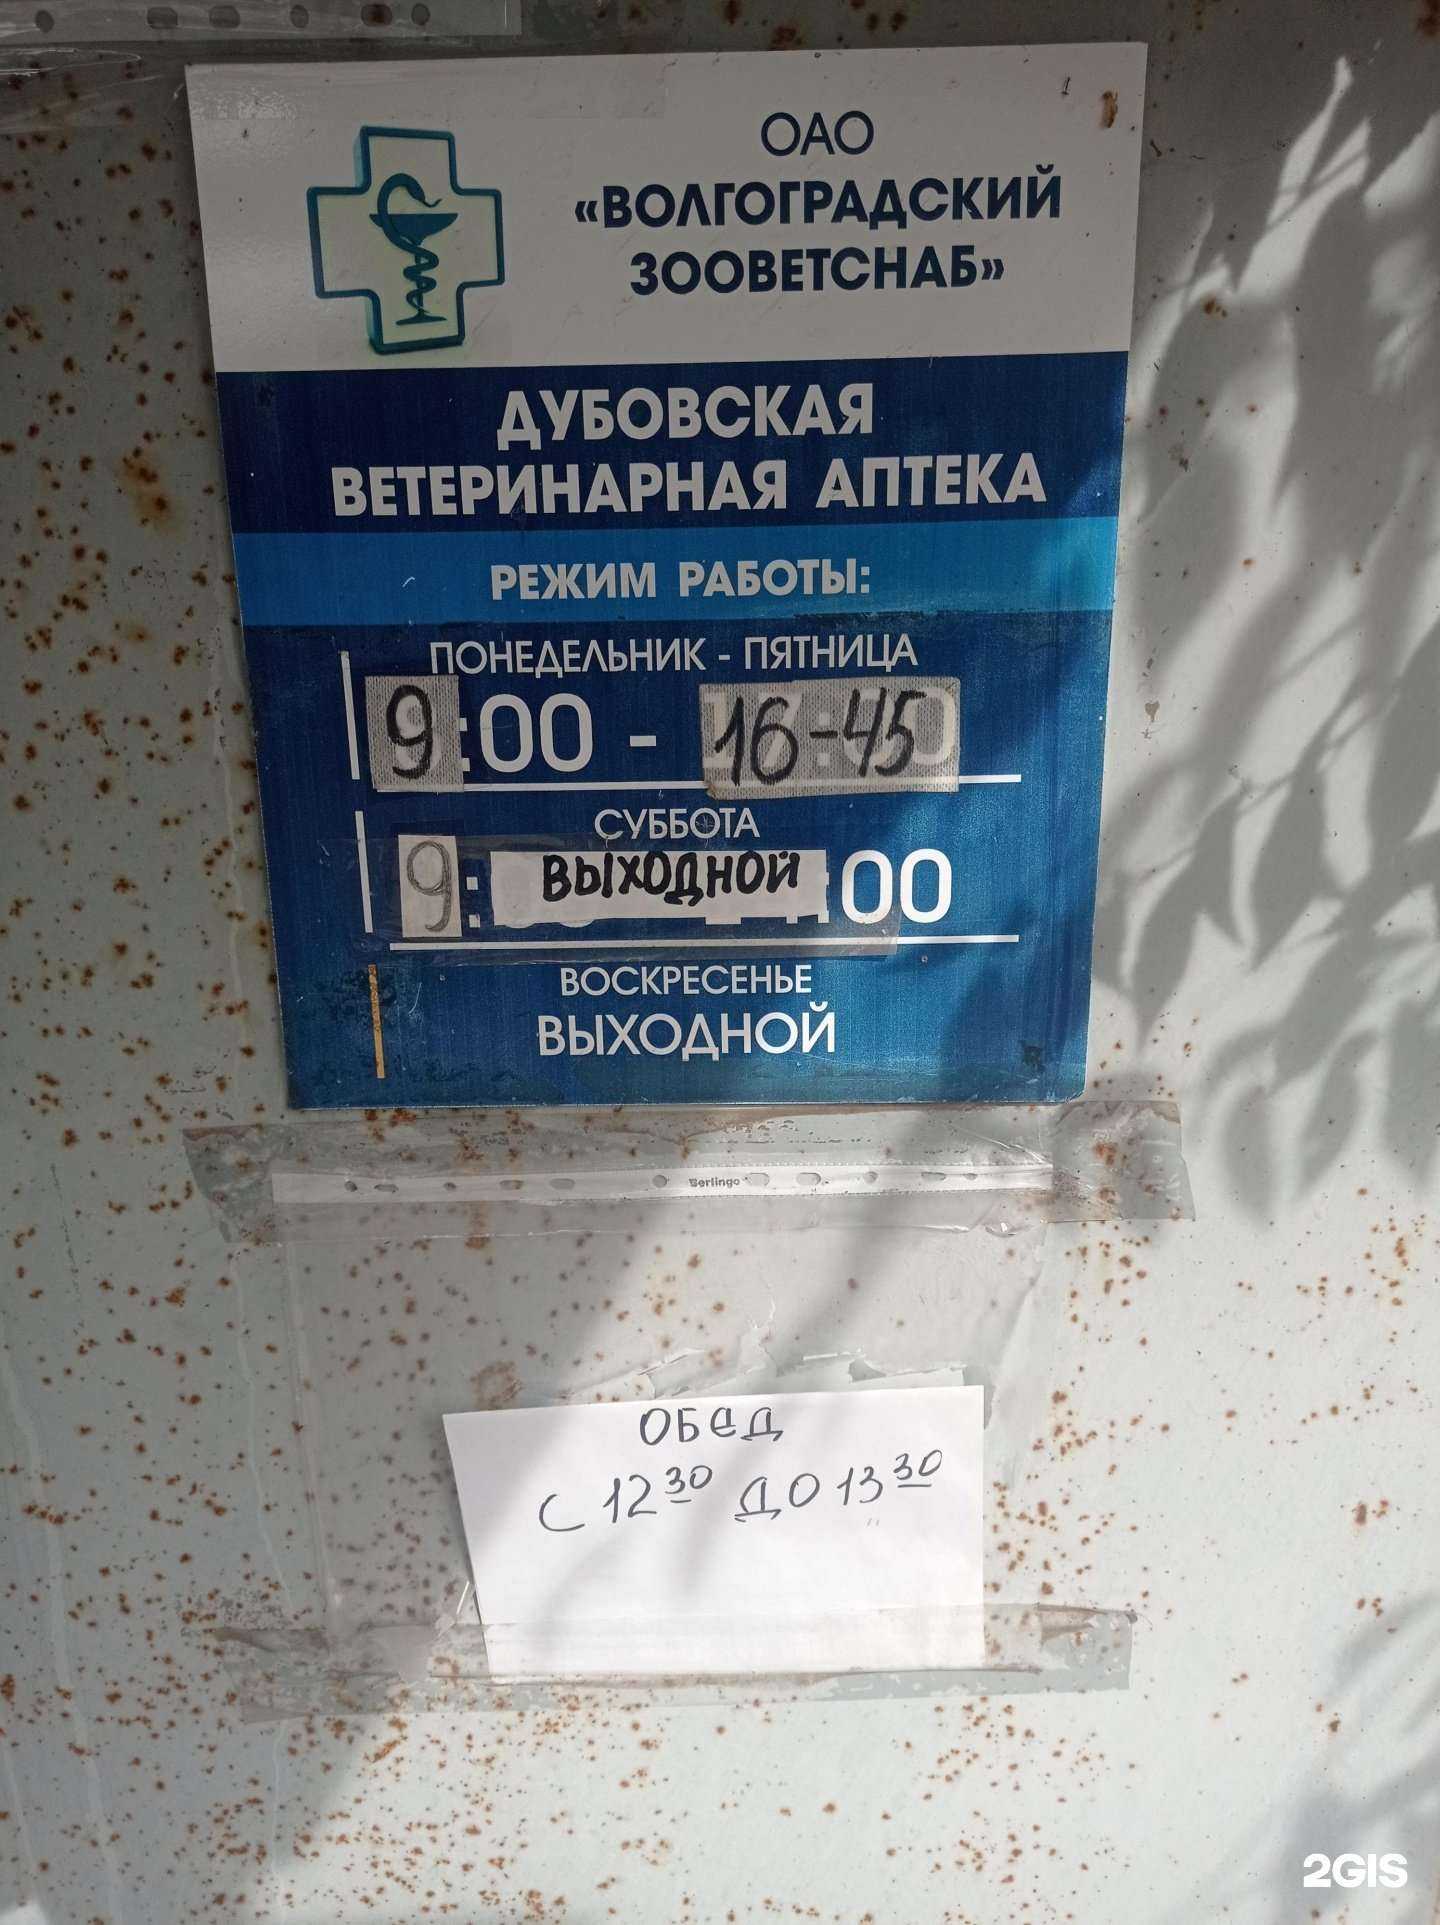 ОАО
«ВОЛГОГРАДСКИЙ
ЗООВЕТСНАБ»
ДУБОВСКАЯ
ВЕТЕРИНАРНАЯ АПТЕКА
РЕЖИМ РАБОТЫ:
ПОНЕДЕЛЬНИК - ПЯТНИЦА
9:00 - 16-45
СУББОТА
9: ВЫХОДНОЙ :00
ВОСКРЕСЕНЬЕ
ВЫХОДНОЙ
Berlingo
ОБЕД
С 12 30 ДО 13 30
2GIS